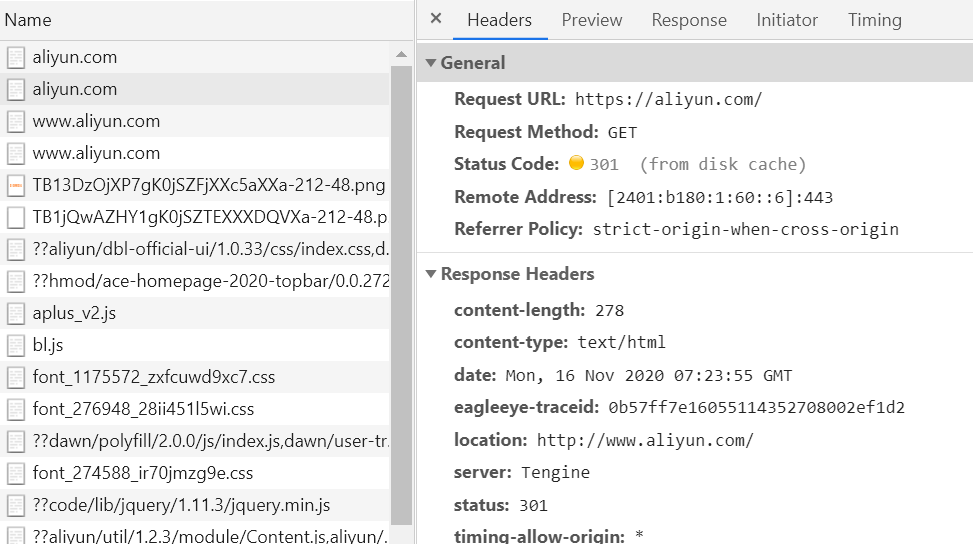 Name
aliyun.com
aliyun.com
www.aliyun.com
www.aliyun.com
TB13DzOjXP7gK0jSZFjXXc5aXXa-212-48.png
TB1jQwAZHY1gK0jSZTEXXXDQVXa-212-48.p
??aliyun/dbl-official-ui/1.0.33/css/index.css,d.
??hmod/ace-homepage-2020-topbar/0.0.272
aplus_v2.js
bl.js
font_1175572_zxfcuwd9xc7.css
font_276948_28ii451l5wi.css
??dawn/polyfill/2.0.0/js/index.js,dawn/user-tr.
font_274588_ir70jmzg9e.css
??code/lib/jquery/1.11.3/jquery.min.js
??aliyun/util/1.2.3/module/Content.js,aliyun/.
× Headers Preview Response Initiator Timing
General
Request URL: https://aliyun.com/
Request Method: GET
Status Code: 301 (from disk cache)
Remote Address: [2401:b180:1:60::6]:443
Referrer Policy: strict-origin-when-cross-origin
Response Headers
content-length: 278
content-type: text/html
date: Mon, 16 Nov 2020 07:23:55 GMT
eagleeye-traceid: 0b57ff7e16055114352708002ef1d2
location: http://www.aliyun.com/
server: Tengine
status: 301
timing-allow-origin: *